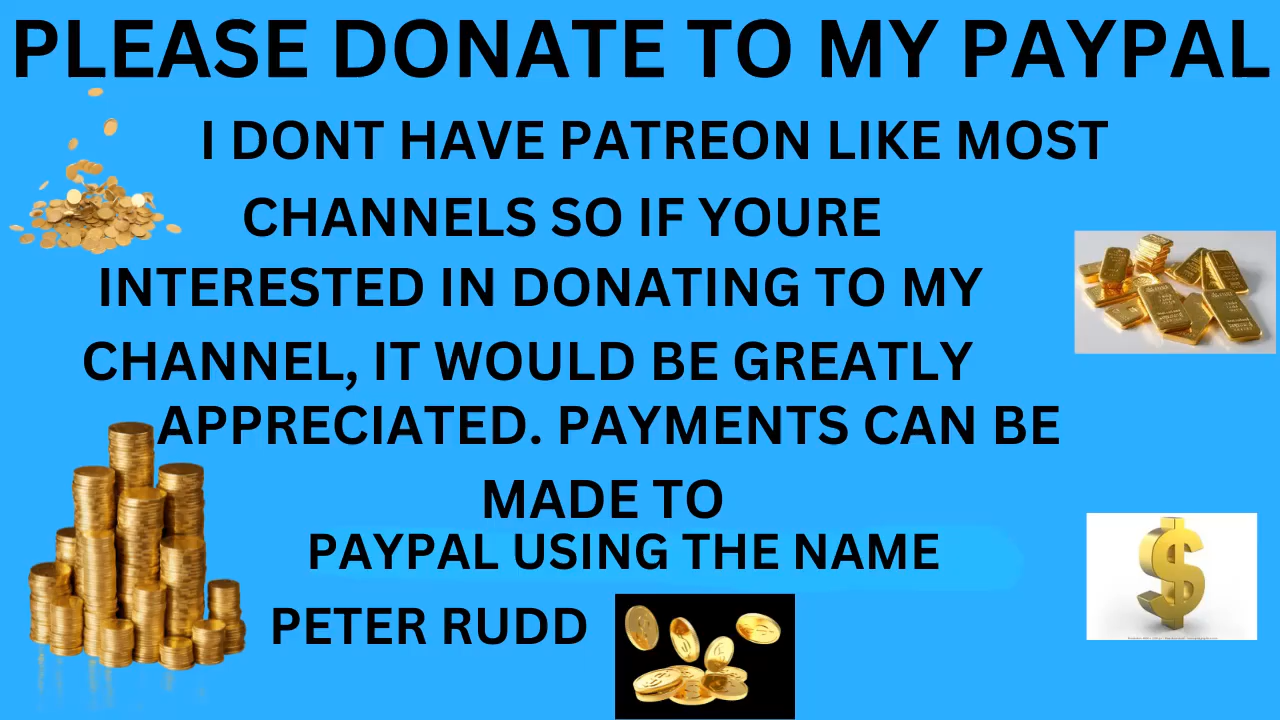 PLEASE DONATE TO MY PAYPAL
I DONT HAVE PATREON LIKE MOST
CHANNELS SO IF YOURE
INTERESTED IN DONATING TO MY
CHANNEL, IT WOULD BE GREATLY
APPRECIATED. PAYMENTS CAN BE
MADE TO
PAYPAL USING THE NAME
PETER RUDD